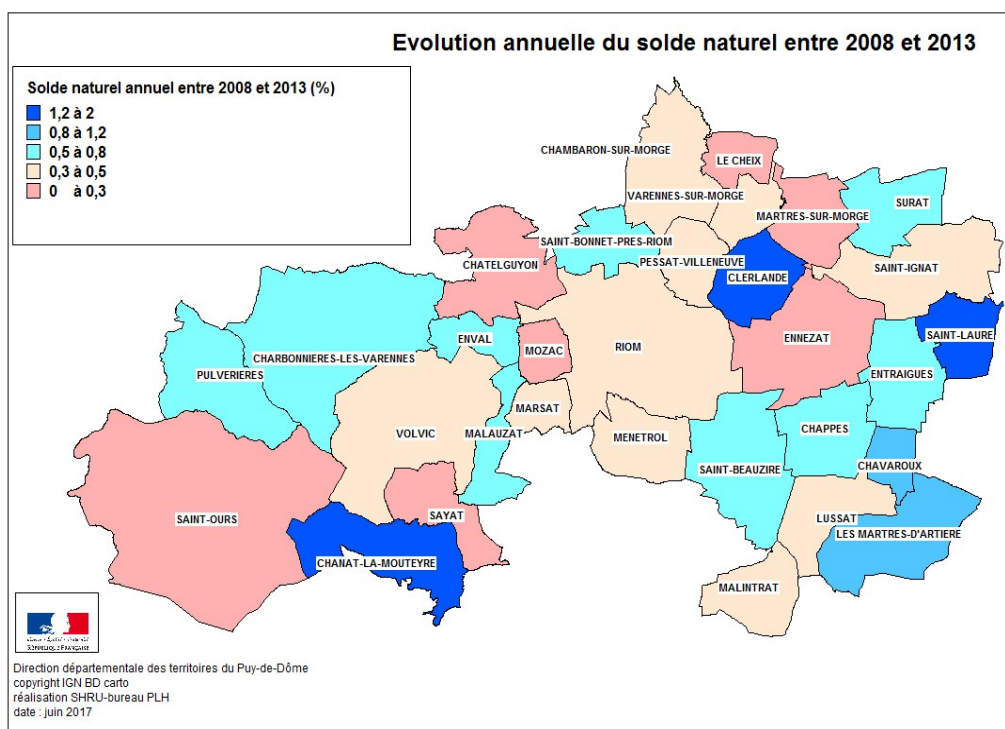 Evolution annuelle du solde naturel entre 2008 et 2013
Solde naturel annuel entre 2008 et 2013 (%)
1,2 à 2
0,8 à 1,2
0,5 à 0,8
0,3 à 0,5
0 à 0,3
CHAMBARON-SUR-MORGE
LE CHEIX
VARENNES-SUR-MORGE
MARTRES-SUR-MORGE
SURAT
SAINT-BONNET-PRES-RIOM
CHATELGUYON
PESSAT-VILLENEUVE
SAINT-IGNAT
CLERLANDE
SAINT-LAURE
ENVAL
MOZAC
RIOM
ENNEZAT
CHARBONNIERES-LES-VARENNES
PULVERIERES
ENTRAIGUES
MARSAT
VOLVIC
MALAUZAT
MENETROL
CHAPPES
SAINT-BEAUZIRE
CHAVAROUX
SAINT-OURS
SAYAT
LUSSAT
LES MARTRES-D'ARTIERE
CHANAT-LA-MOUTEYRE
MALINTRAT
Liberté • Égalité • Fraternité
RÉPUBLIQUE FRANÇAISE
Direction départementale des territoires du Puy-de-Dôme
copyright IGN BD carto
réalisation SHRU-bureau PLH
date : juin 2017